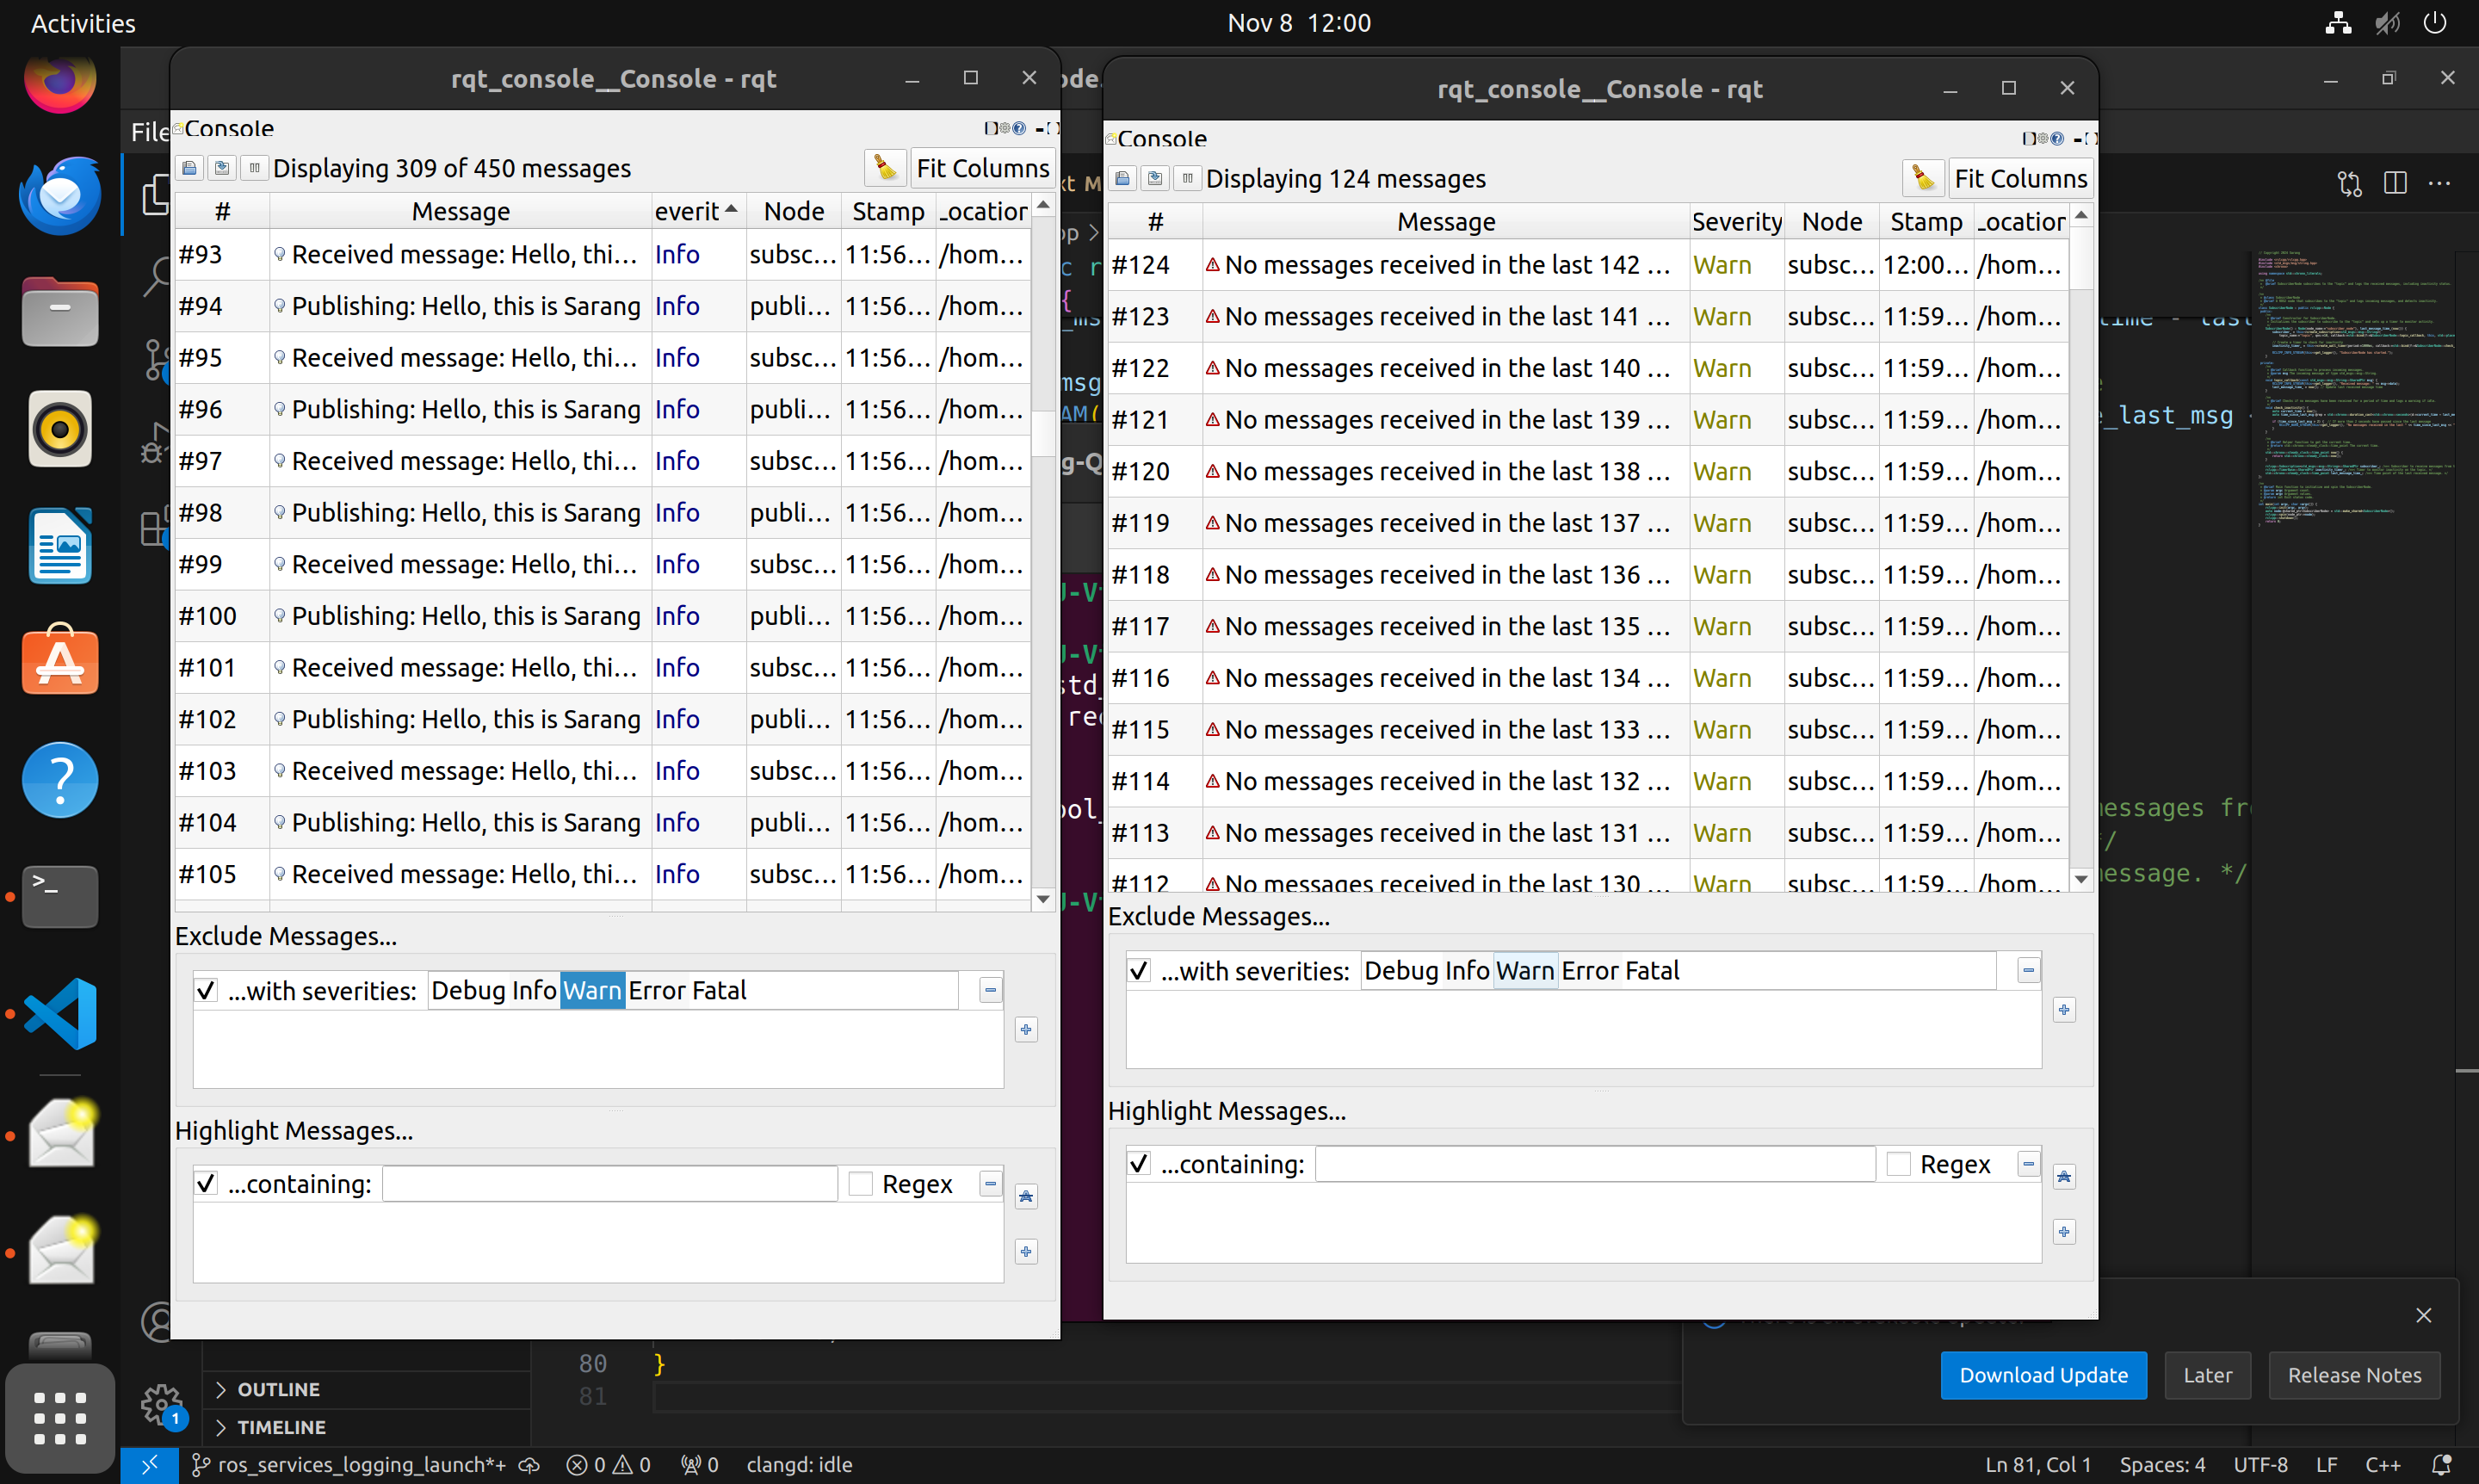 Activities
Nov 8 12:00
rqt_console__Console - rqt
Console
Displaying 309 of 450 messages
Fit Columns
# Message everit Node Stamp Locatior
#93 Received message: Hello, thi... Info subsc... 11:56... /hom...
#94 Publishing: Hello, this is Sarang Info publi... 11:56... /hom...
#95 Received message: Hello, thi... Info subsc... 11:56... /hom...
#96 Publishing: Hello, this is Sarang Info publi... 11:56... /hom...
#97 Received message: Hello, thi... Info subsc... 11:56... /hom...
#98 Publishing: Hello, this is Sarang Info publi... 11:56... /hom...
#99 Received message: Hello, thi... Info subsc... 11:56... /hom...
#100 Publishing: Hello, this is Sarang Info publi... 11:56... /hom...
#101 Received message: Hello, thi... Info subsc... 11:56... /hom...
#102 Publishing: Hello, this is Sarang Info publi... 11:56... /hom...
#103 Received message: Hello, thi... Info subsc... 11:56... /hom...
#104 Publishing: Hello, this is Sarang Info publi... 11:56... /hom...
#105 Received message: Hello, thi... Info subsc... 11:56... /hom...
Exclude Messages...
...with severities: Debug Info Warn Error Fatal
Highlight Messages...
...containing: Regex
rqt_console__Console - rqt
Console
Displaying 124 messages
Fit Columns
# Message Severity Node Stamp Locatior
#124 No messages received in the last 142 ... Warn subsc... 12:00... /hom...
#123 No messages received in the last 141 ... Warn subsc... 11:59... /hom...
#122 No messages received in the last 140 ... Warn subsc... 11:59... /hom...
#121 No messages received in the last 139 ... Warn subsc... 11:59... /hom...
#120 No messages received in the last 138 ... Warn subsc... 11:59... /hom...
#119 No messages received in the last 137 ... Warn subsc... 11:59... /hom...
#118 No messages received in the last 136 ... Warn subsc... 11:59... /hom...
#117 No messages received in the last 135 ... Warn subsc... 11:59... /hom...
#116 No messages received in the last 134 ... Warn subsc... 11:59... /hom...
#115 No messages received in the last 133 ... Warn subsc... 11:59... /hom...
#114 No messages received in the last 132 ... Warn subsc... 11:59... /hom...
#113 No messages received in the last 131 ... Warn subsc... 11:59... /hom...
#112 No messages received in the last 130 ... Warn subsc... 11:59... /hom...
Exclude Messages...
...with severities: Debug Info Warn Error Fatal
Highlight Messages...
...containing: Regex
File
ode.
time - last
e_last_msg
messages fr
*/
message. */
80 }
81
OUTLINE
TIMELINE
Download Update
Later
Release Notes
1
ros_services_logging_launch*+ 0 0 0 clangd: idle
Ln 81, Col 1 Spaces: 4 UTF-8 LF C++